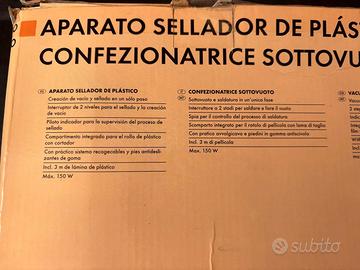 APARATO SELLADOR DE PLÁS
CONFEZIONATRICE SOTTOVU
APARATO SELLADOR DE PLÁSTICO
Creación de vacío y sellado en un sólo paso
Interruptor de 2 niveles para el sellado y la creación
de vacío
Piloto indicador para la supervisión del proceso de
sellado
Compartimento integrado para el rollo de plástico
con cortador
Con práctico sistema recogecables y pies antidesli-
zantes de goma
Incl. 3 m de lámina de plástico
Máx. 150 W
CONFEZIONATRICE SOTTOVUOTO
Sottovuoto e saldatura in un'unica fase
Interruttore a 2 stadi per saldare e fare il vuoto
Spia per il controllo del processo di saldatura
Scomparto integrato per il rotolo di pellicola con lama di taglio
Con pratico avvolgicavo e piedini in gomma antiscivolo
Incl. 3 m di pellicola
Max. 150 W
VACU
subito